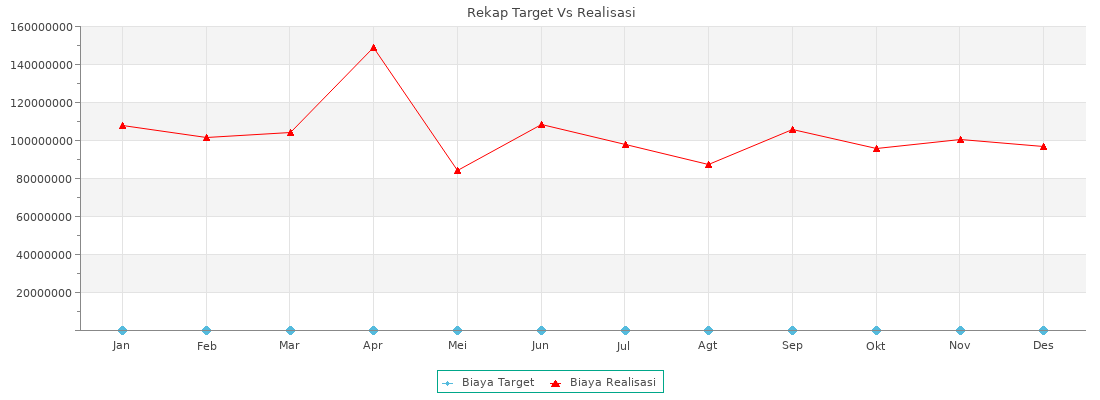 Rekap Target Vs Realisasi
160000000
140000000
120000000
100000000
80000000
60000000
40000000
20000000
Jan Feb Mar Apr Mei Jun Jul Agt Sep Okt Nov Des
Biaya Target Biaya Realisasi